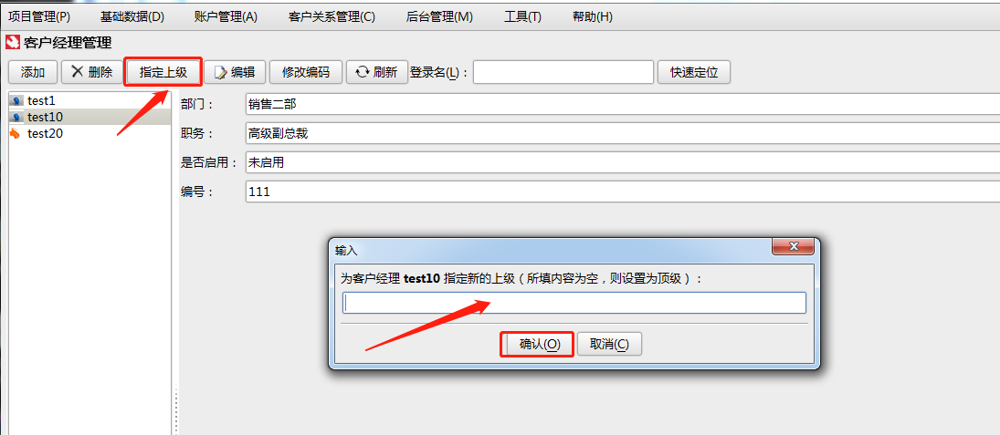 项目管理(P) 基础数据(D) 账户管理(A) 客户关系管理(C) 后台管理(M) 工具(T) 帮助(H)
客户经理管理
添加 删除 指定上级 编辑 修改编码 刷新 登录名(L)： 快速定位
test1
test10
test20
部门： 销售二部
职务： 高级副总裁
是否启用： 未启用
编号： 111
输入
为客户经理 test10 指定新的上级（所填内容为空，则设置为顶级）：
确认(O) 取消(C)